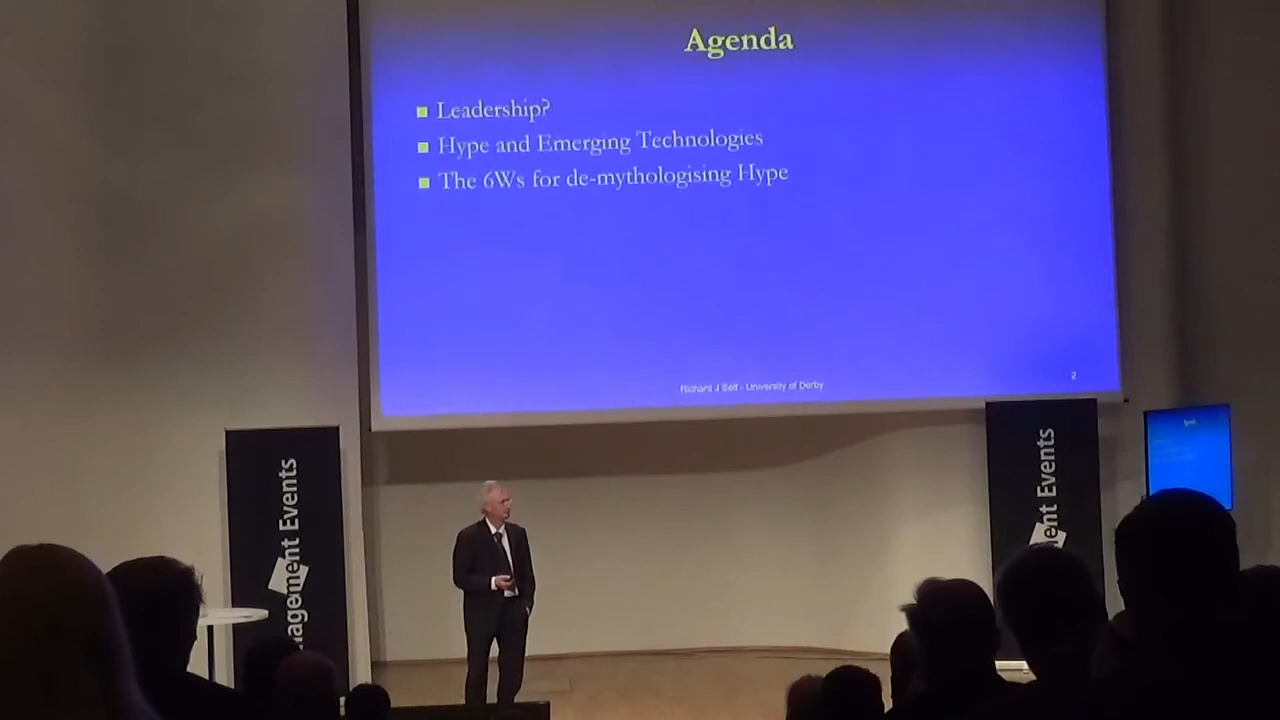 Agenda
Leadership?
Hype and Emerging Technologies
The 6Ws for de-mythologising Hype
Richard J Self - University of Derby
2
nagement Events
ent Events